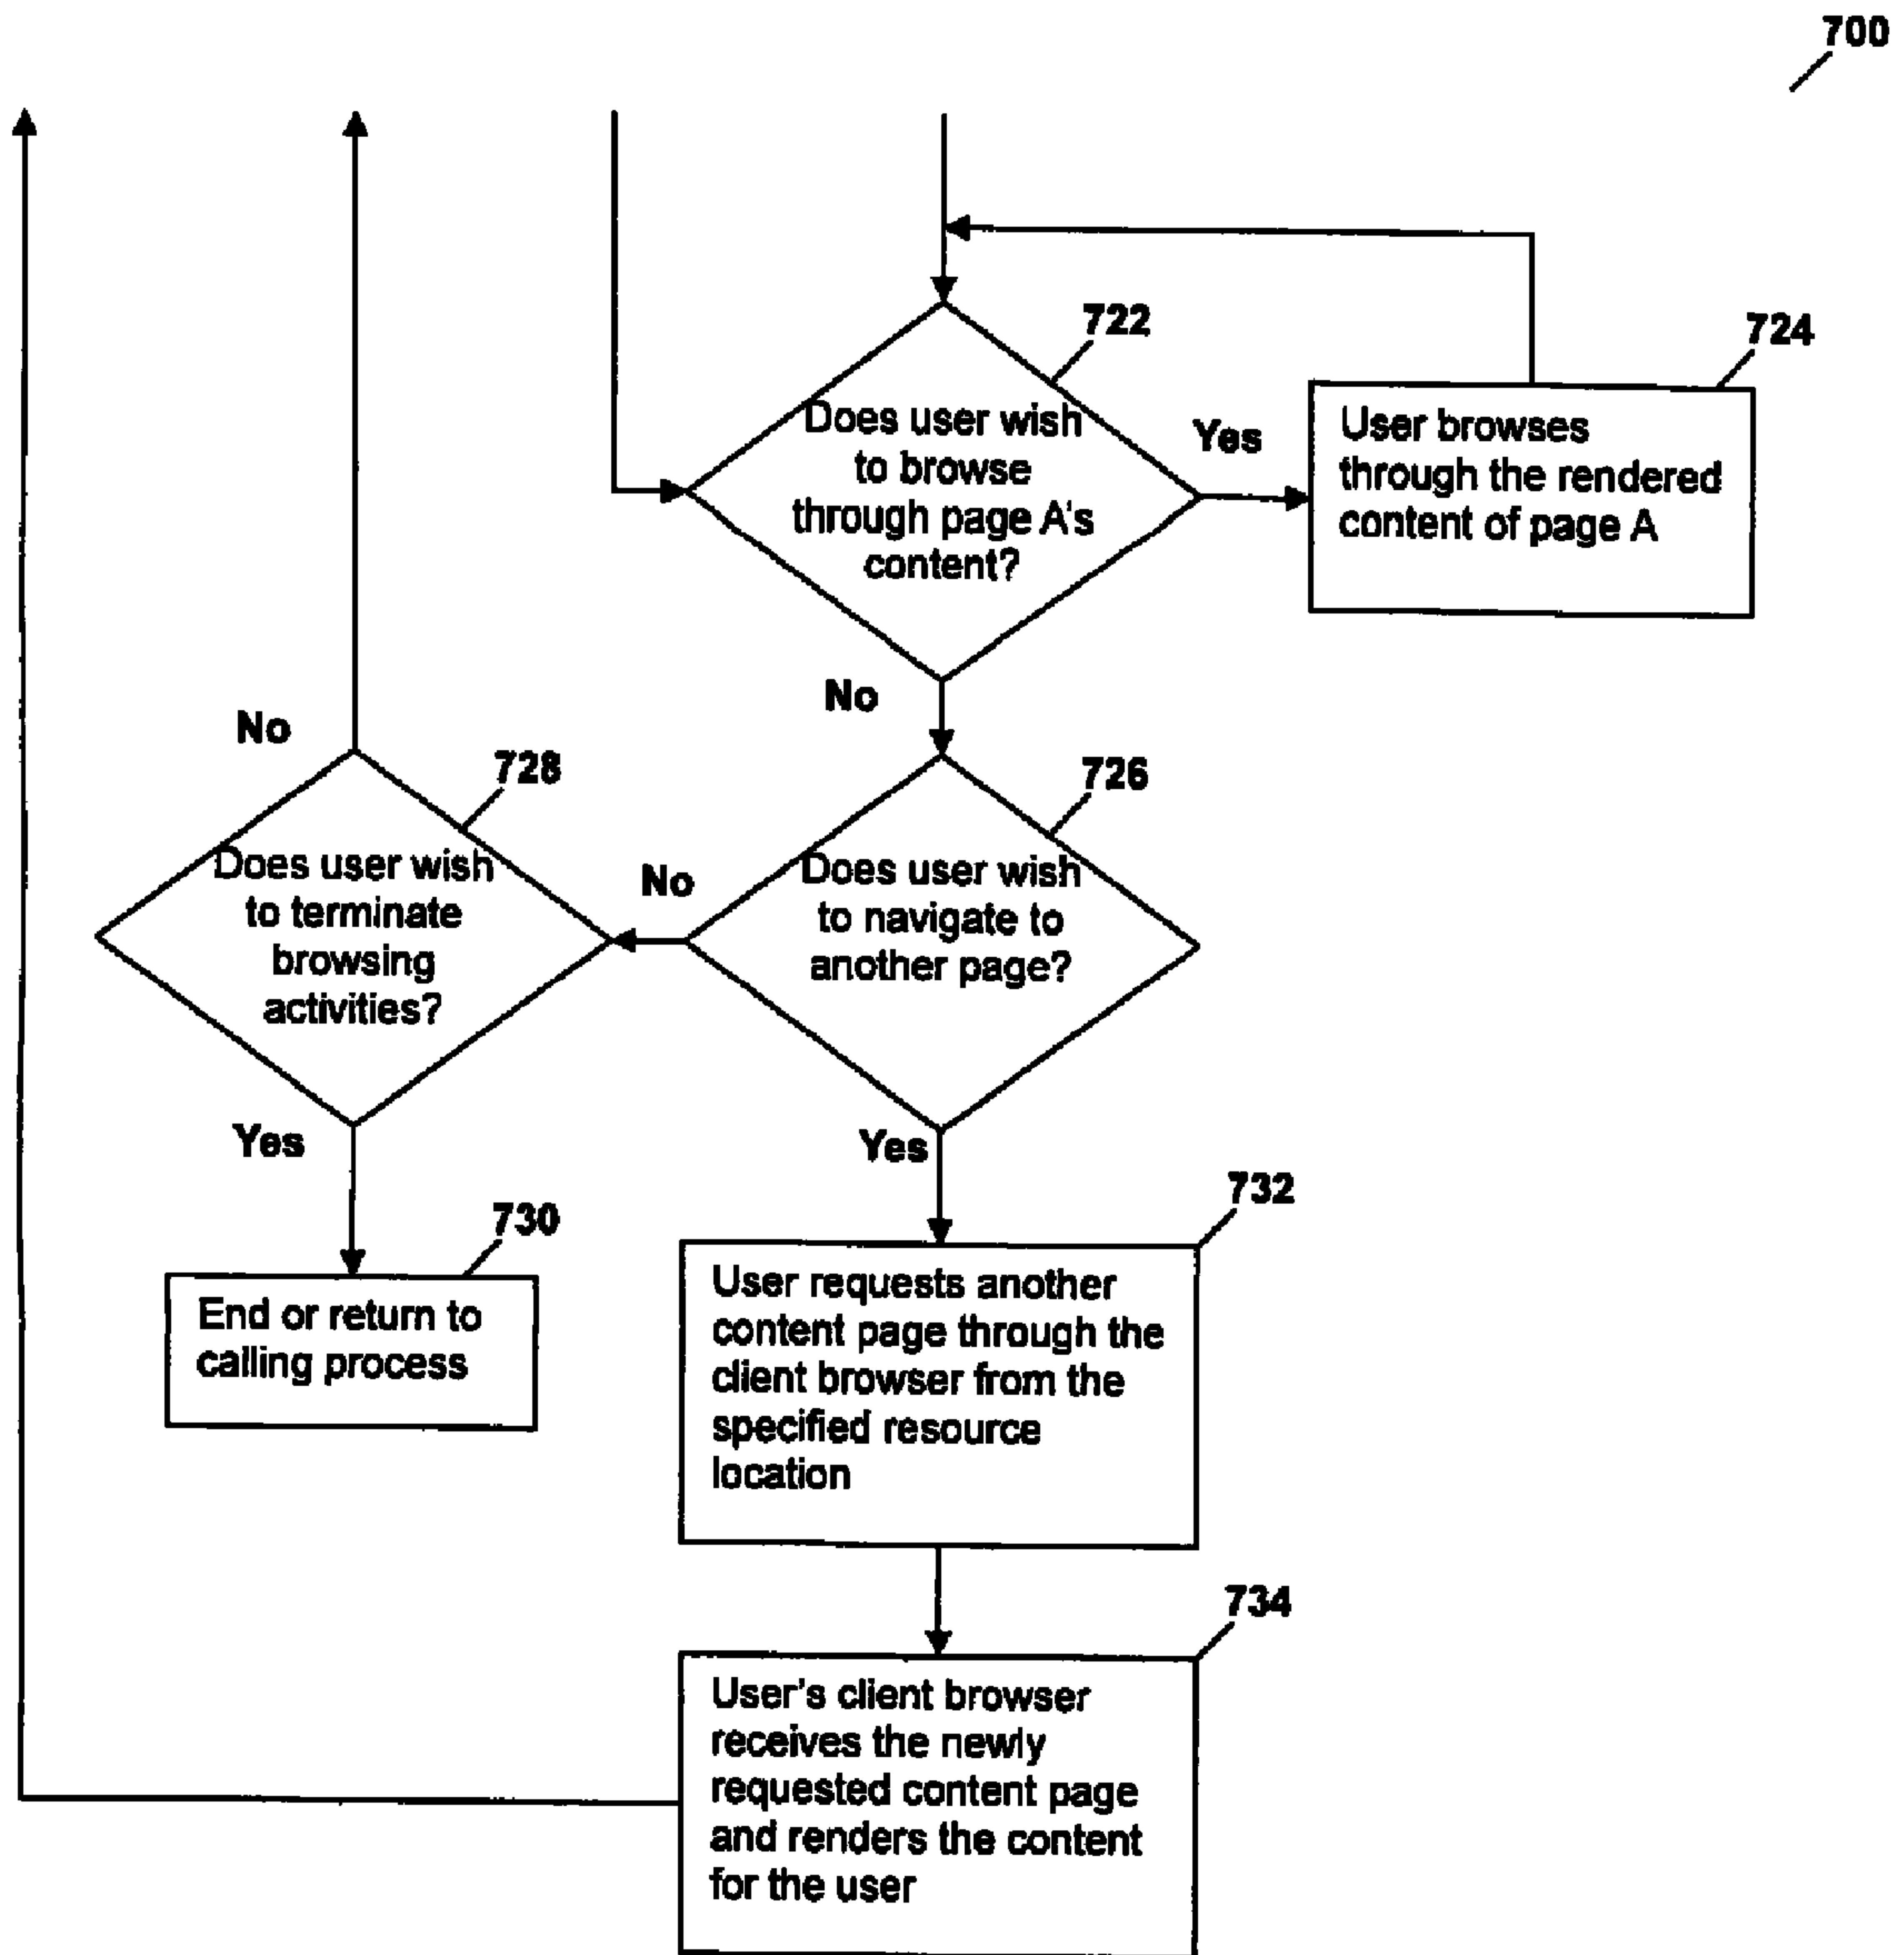 700
722
724
Does user wish
to browse
through page A's
content?
Yes
User browses
through the rendered
content of page A
No
No
728
726
Does user wish
to terminate
browsing
activities?
No
Does user wish
to navigate to
another page?
Yes
Yes
730
732
End or return to
calling process
User requests another
content page through the
client browser from the
specified resource
location
734
User's client browser
receives the newly
requested content page
and renders the content
for the user